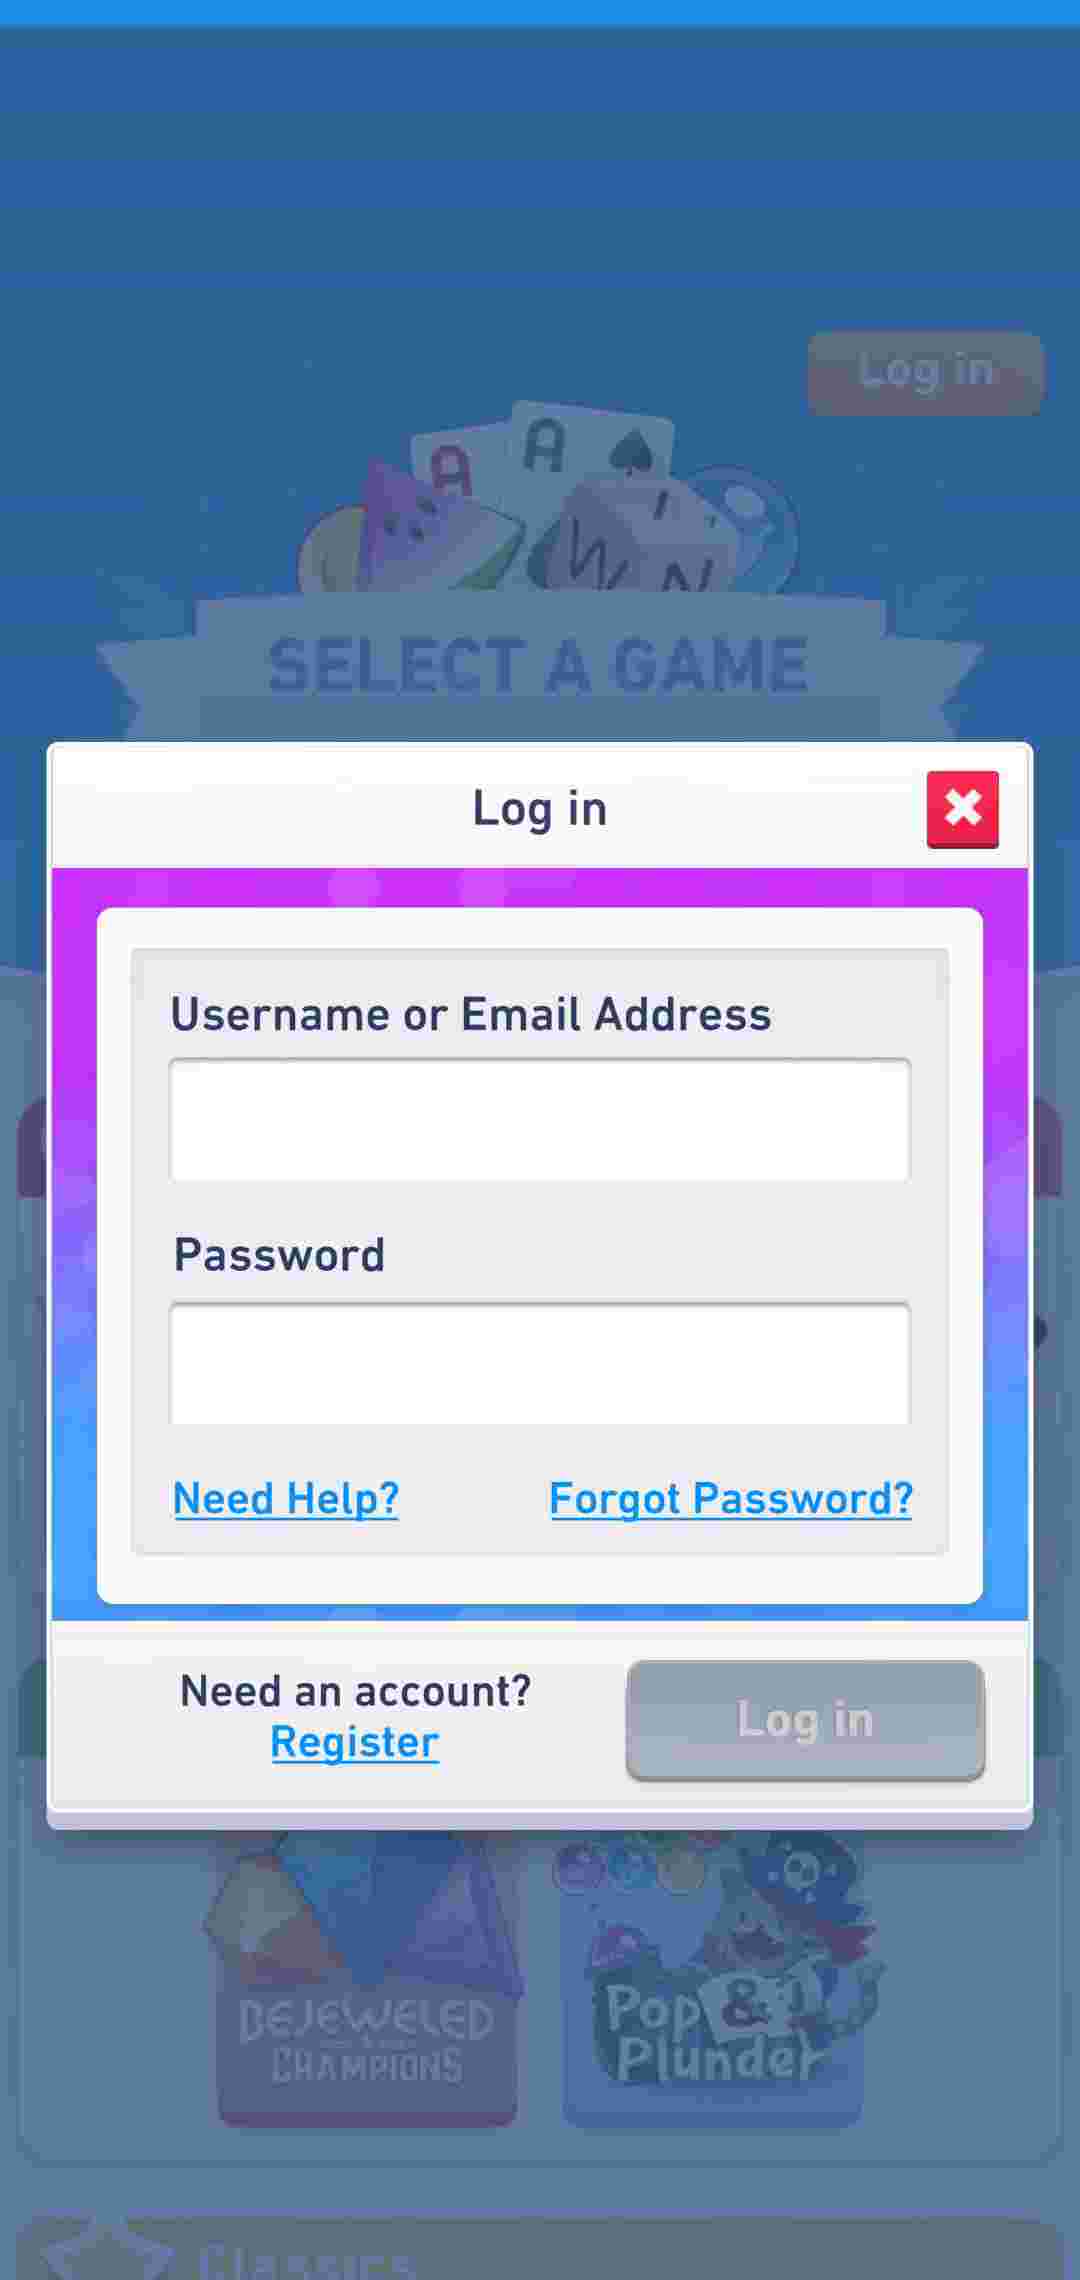 Log in
A
A
W
N
SELECT A GAME
Log in
Username or Email Address
Password
Need Help?
Forgot Password?
Need an account?
Register
Log in
BEJEWELED
CHAMPIONS
Pop &
Plunder
Classics